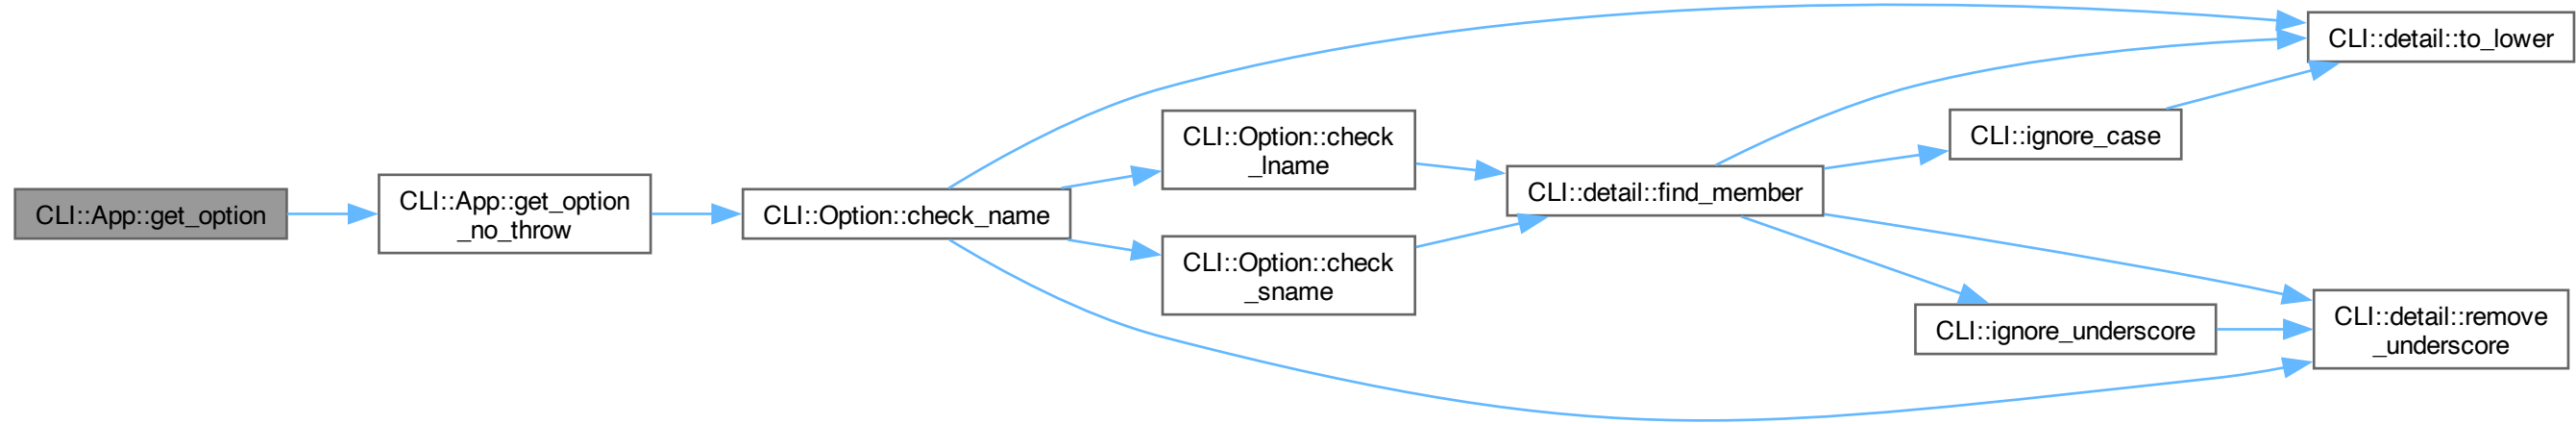 CLI::App::get_option
CLI::App::get_option
_no_throw
CLI::Option::check_name
CLI::Option::check
_lname
CLI::Option::check
_sname
CLI::detail::find_member
CLI::ignore_case
CLI::ignore_underscore
CLI::detail::to_lower
CLI::detail::remove
_underscore